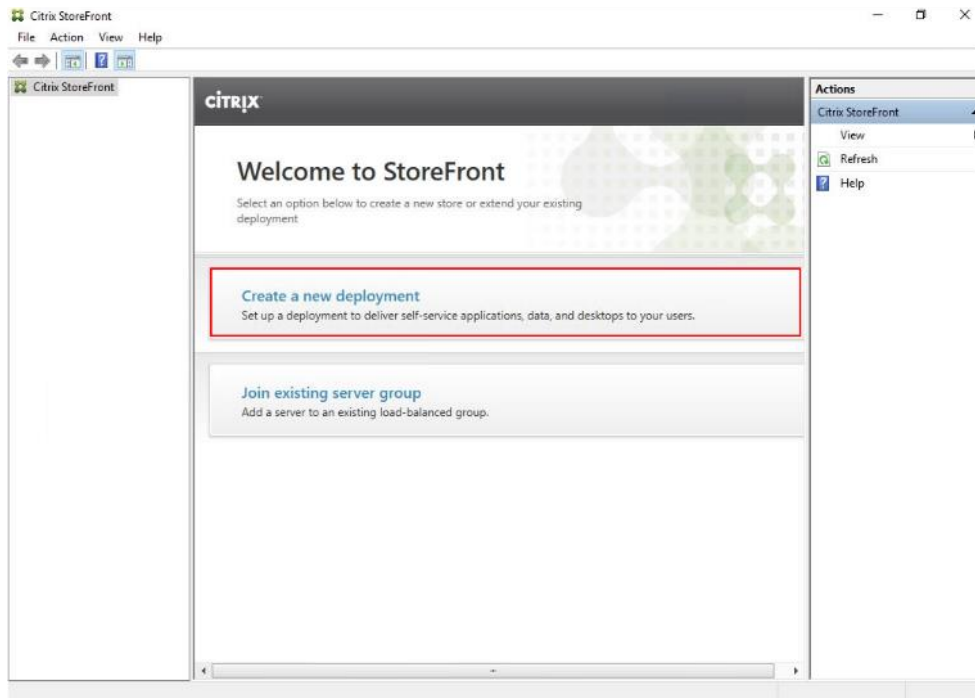 Citrix StoreFront
File Action View Help
Citrix StoreFront
CİTRIX
Welcome to StoreFront
Select an option below to create a new store or extend your existing
deployment
Create a new deployment
Set up a deployment to deliver self-service applications, data, and desktops to your users.
Join existing server group
Add a server to an existing load-balanced group.
Actions
Citrix StoreFront
View
Refresh
Help